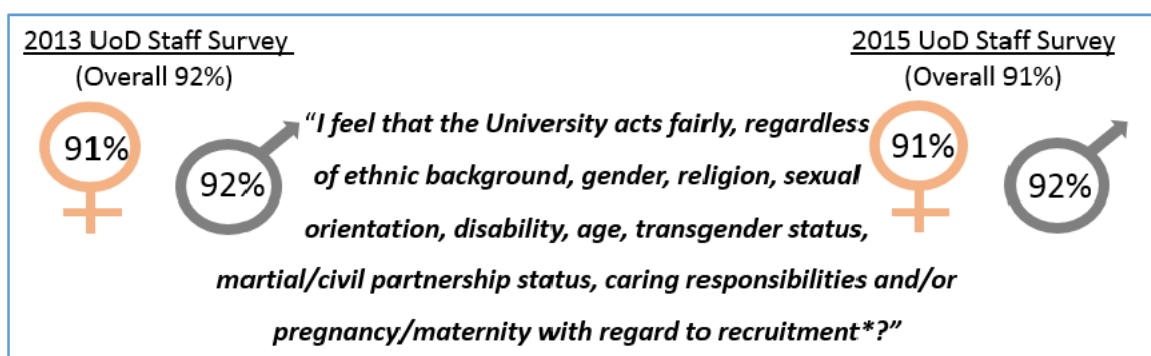 2013 UoD Staff Survey
(Overall 92%)
91%
92%
“I feel that the University acts fairly, regardless
of ethnic background, gender, religion, sexual
orientation, disability, age, transgender status,
martial/civil partnership status, caring responsibilities and/or
pregnancy/maternity with regard to recruitment*?”
2015 UoD Staff Survey
(Overall 91%)
91%
92%